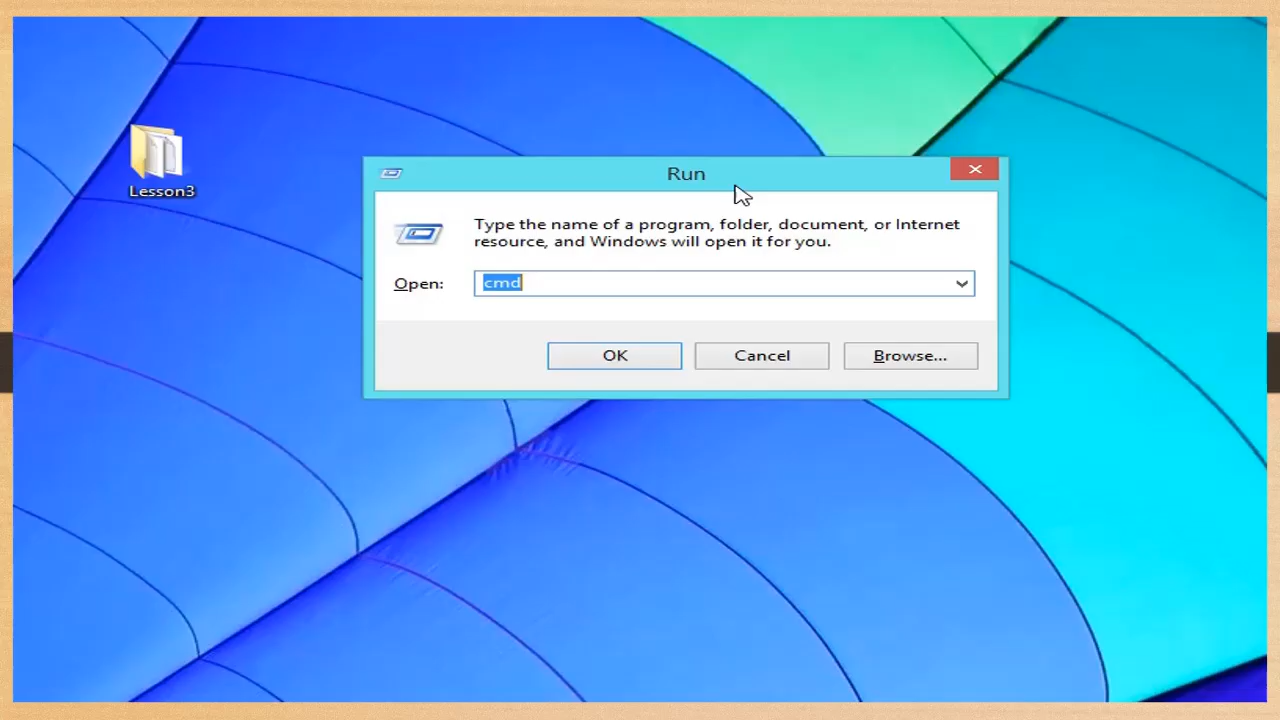 Lesson3
Run
Type the name of a program, folder, document, or Internet
resource, and Windows will open it for you.
Open:
cmd
OK
Cancel
Browse...